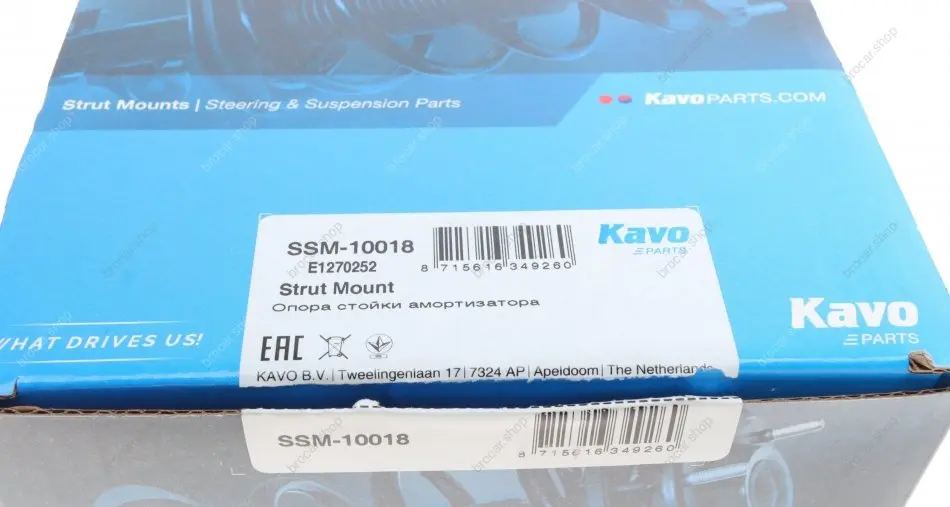 Strut Mounts | Steering & Suspension Parts
KavoPARTS.COM
SSM-10018
E1270252
8 715616 349260
Kavo
PARTS
Strut Mount
Опора стойки амортизатора
EAC
KAVO B.V. | Tweelingenlaan 17 | 7324 AP | Apeldoorn | The Netherlands
WHAT DRIVES US!
Kavo
PARTS
SSM-10018
8 715616 349260
brocar.shop